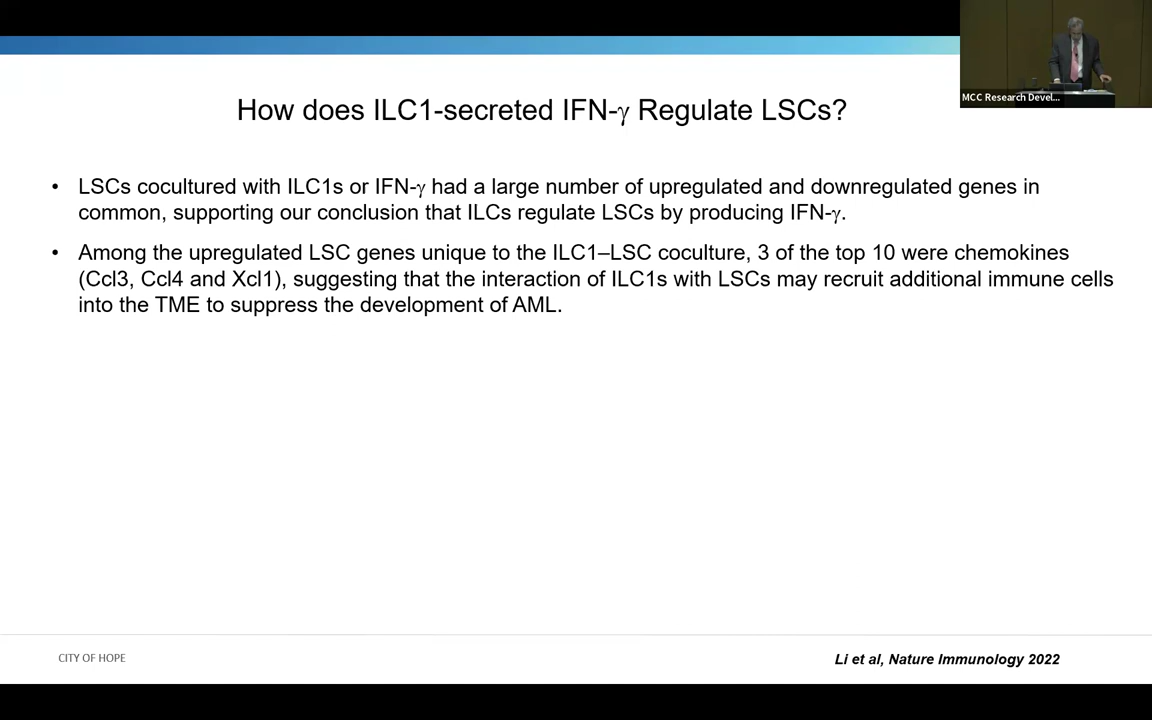 MCC Research Devel...
How does ILC1-secreted IFN-γ Regulate LSCs?
• LSCs cocultured with ILC1s or IFN-γ had a large number of upregulated and downregulated genes in
common, supporting our conclusion that ILCs regulate LSCs by producing IFN-γ.
• Among the upregulated LSC genes unique to the ILC1–LSC coculture, 3 of the top 10 were chemokines
(Ccl3, Ccl4 and Xcl1), suggesting that the interaction of ILC1s with LSCs may recruit additional immune cells
into the TME to suppress the development of AML.
CITY OF HOPE
Li et al, Nature Immunology 2022